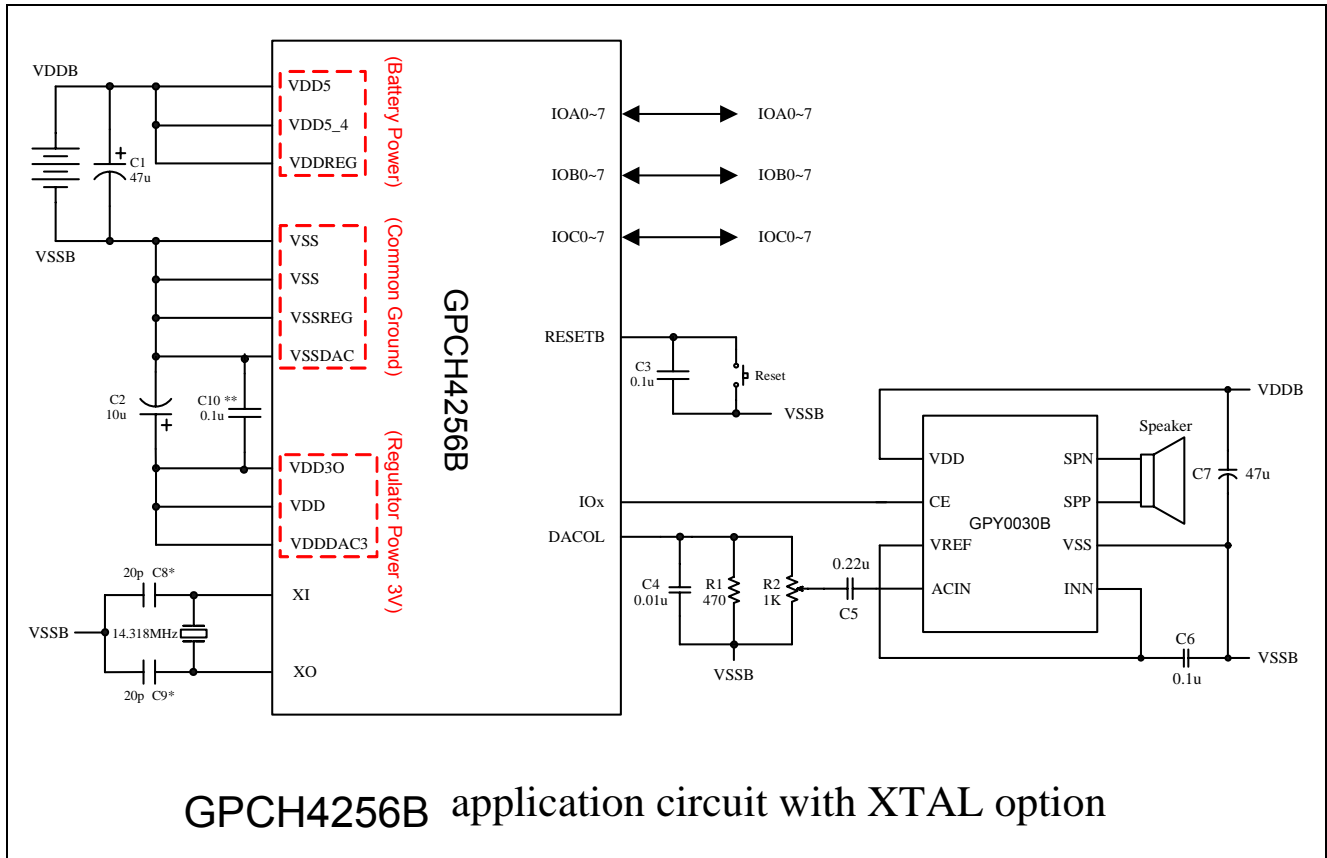 VDDB
C1
47u
VSSB
VDD5
VDD5_4
VDDREG
(Battery Power)
VSS
VSS
VSSREG
VSSDAC
(Common Ground)
C2
10u
C10 **
0.1u
VDD3O
VDD
VDDDAC3
(Regulator Power 3V)
20p C8*
VSSB
14.318MHz
20p C9*
XI
XO
GPCH4256B
IOA0~7
IOA0~7
IOB0~7
IOB0~7
IOC0~7
IOC0~7
RESETB
C3
0.1u
Reset
VSSB
IOx
DACOL
C4
0.01u
R1
470
R2
1K
VSSB
0.22u
C5
VDD
CE
VREF
ACIN
GPY0030B
SPN
SPP
VSS
INN
Speaker
VDDB
C7
47u
C6
0.1u
VSSB
GPCH4256B application circuit with XTAL option